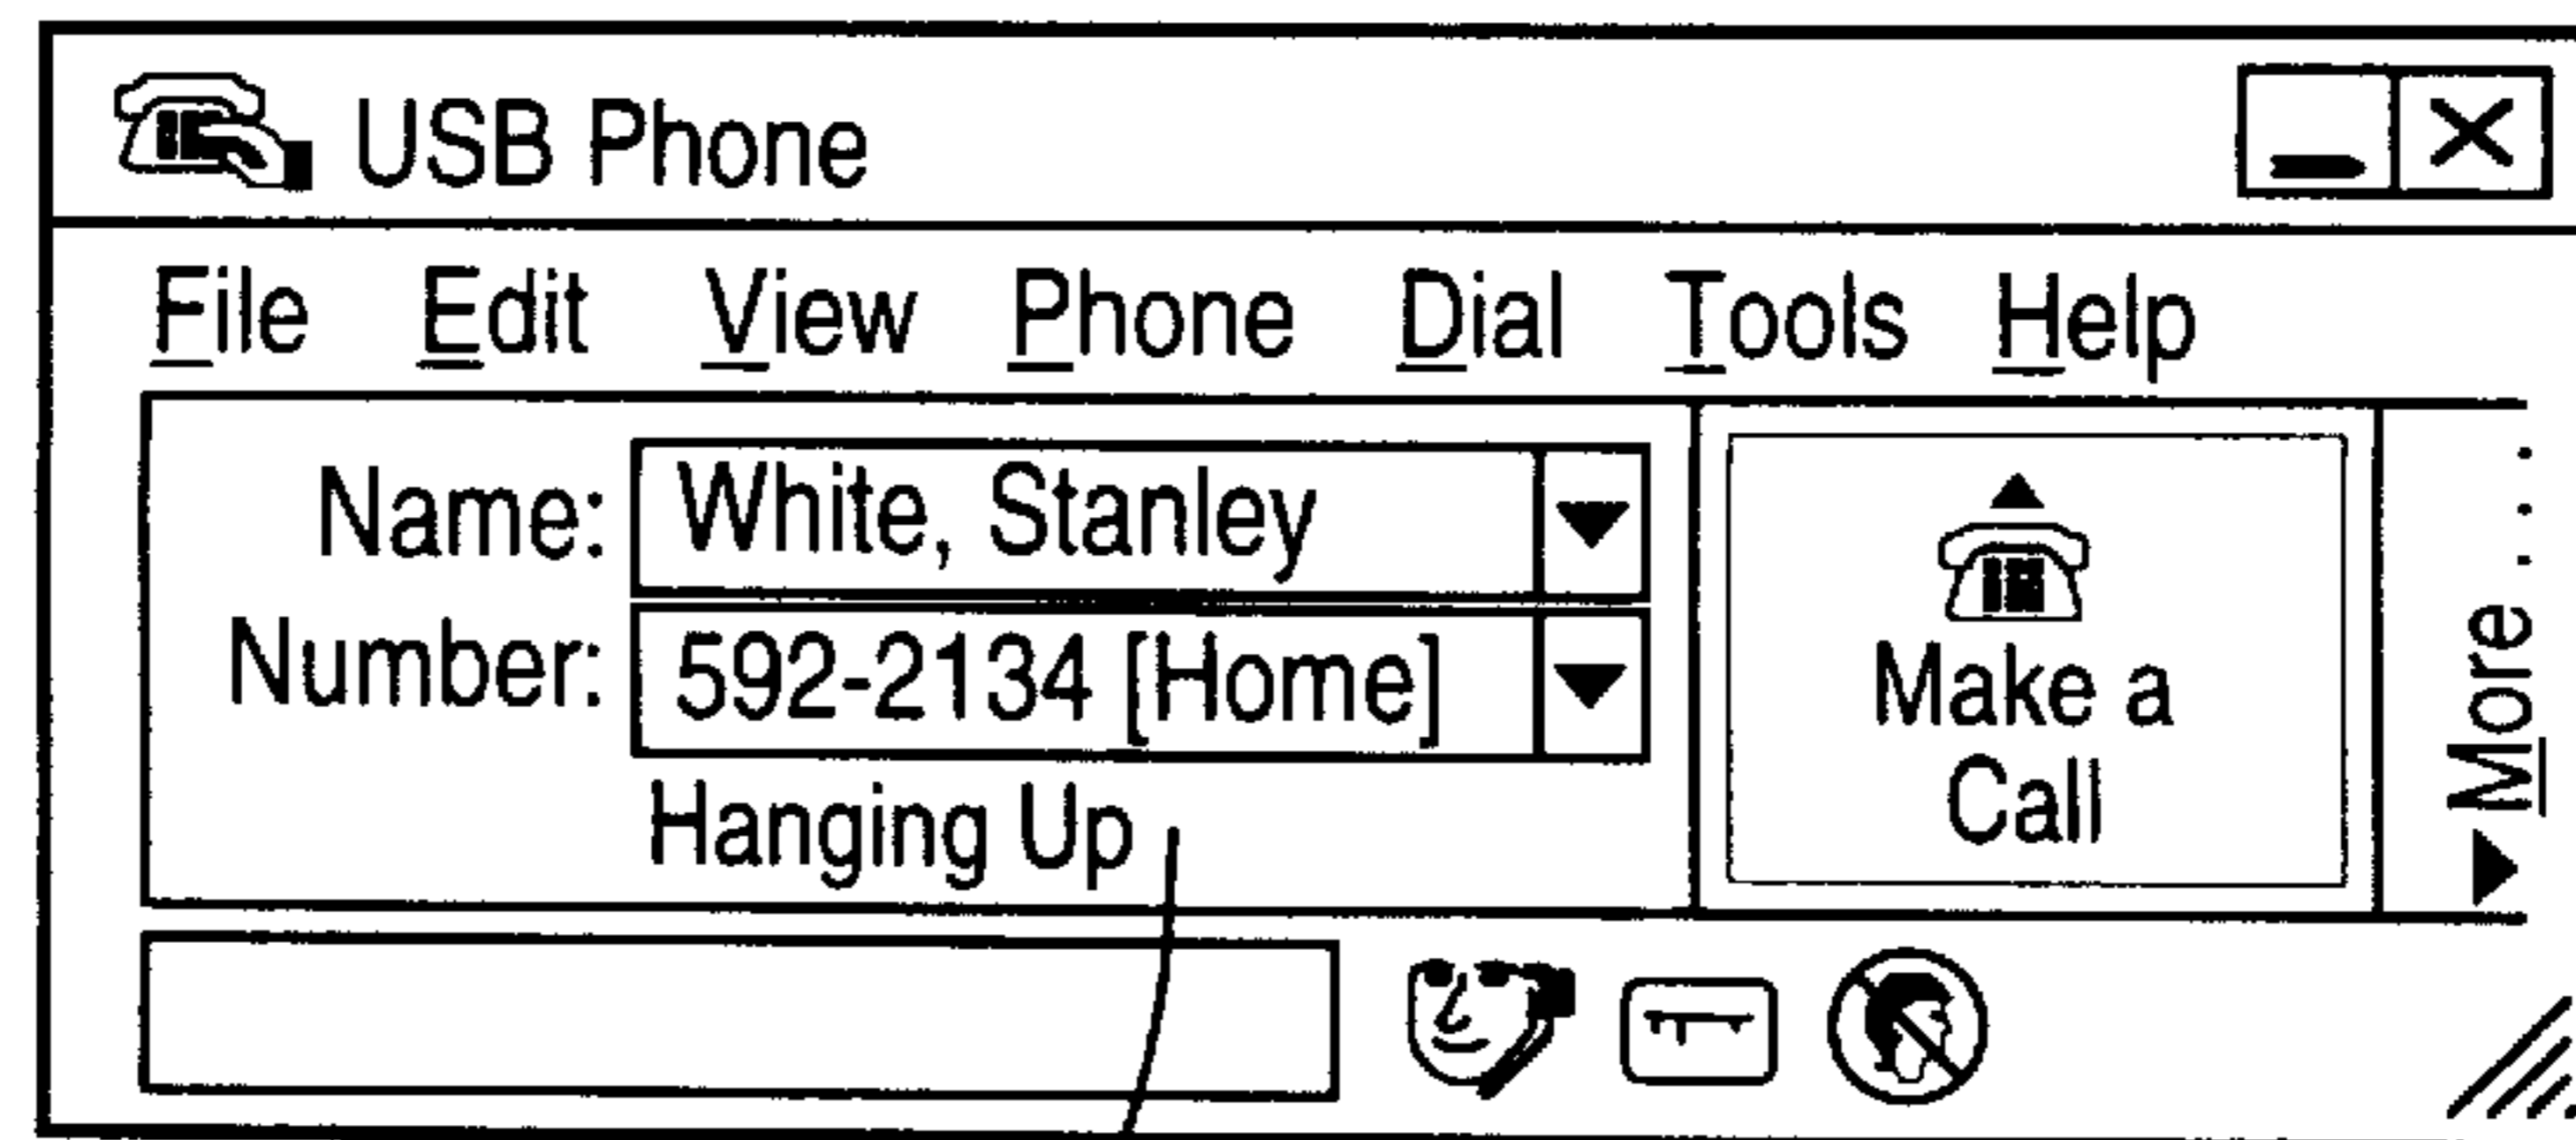 USB Phone
File Edit View Phone Dial Tools Help
Name: White, Stanley
Number: 592-2134 [Home]
Hanging Up
Make a
Call
More . . .